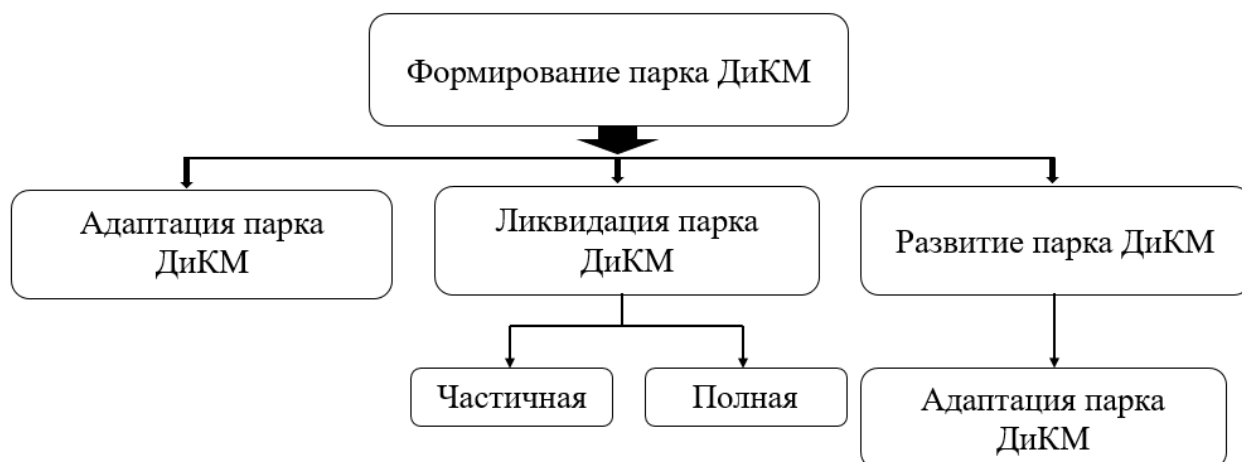 Формирование парка ДиКМ
Адаптация парка
ДиКМ
Ликвидация парка
ДиКМ
Развитие парка ДиКМ
Частичная
Полная
Адаптация парка
ДиКМ